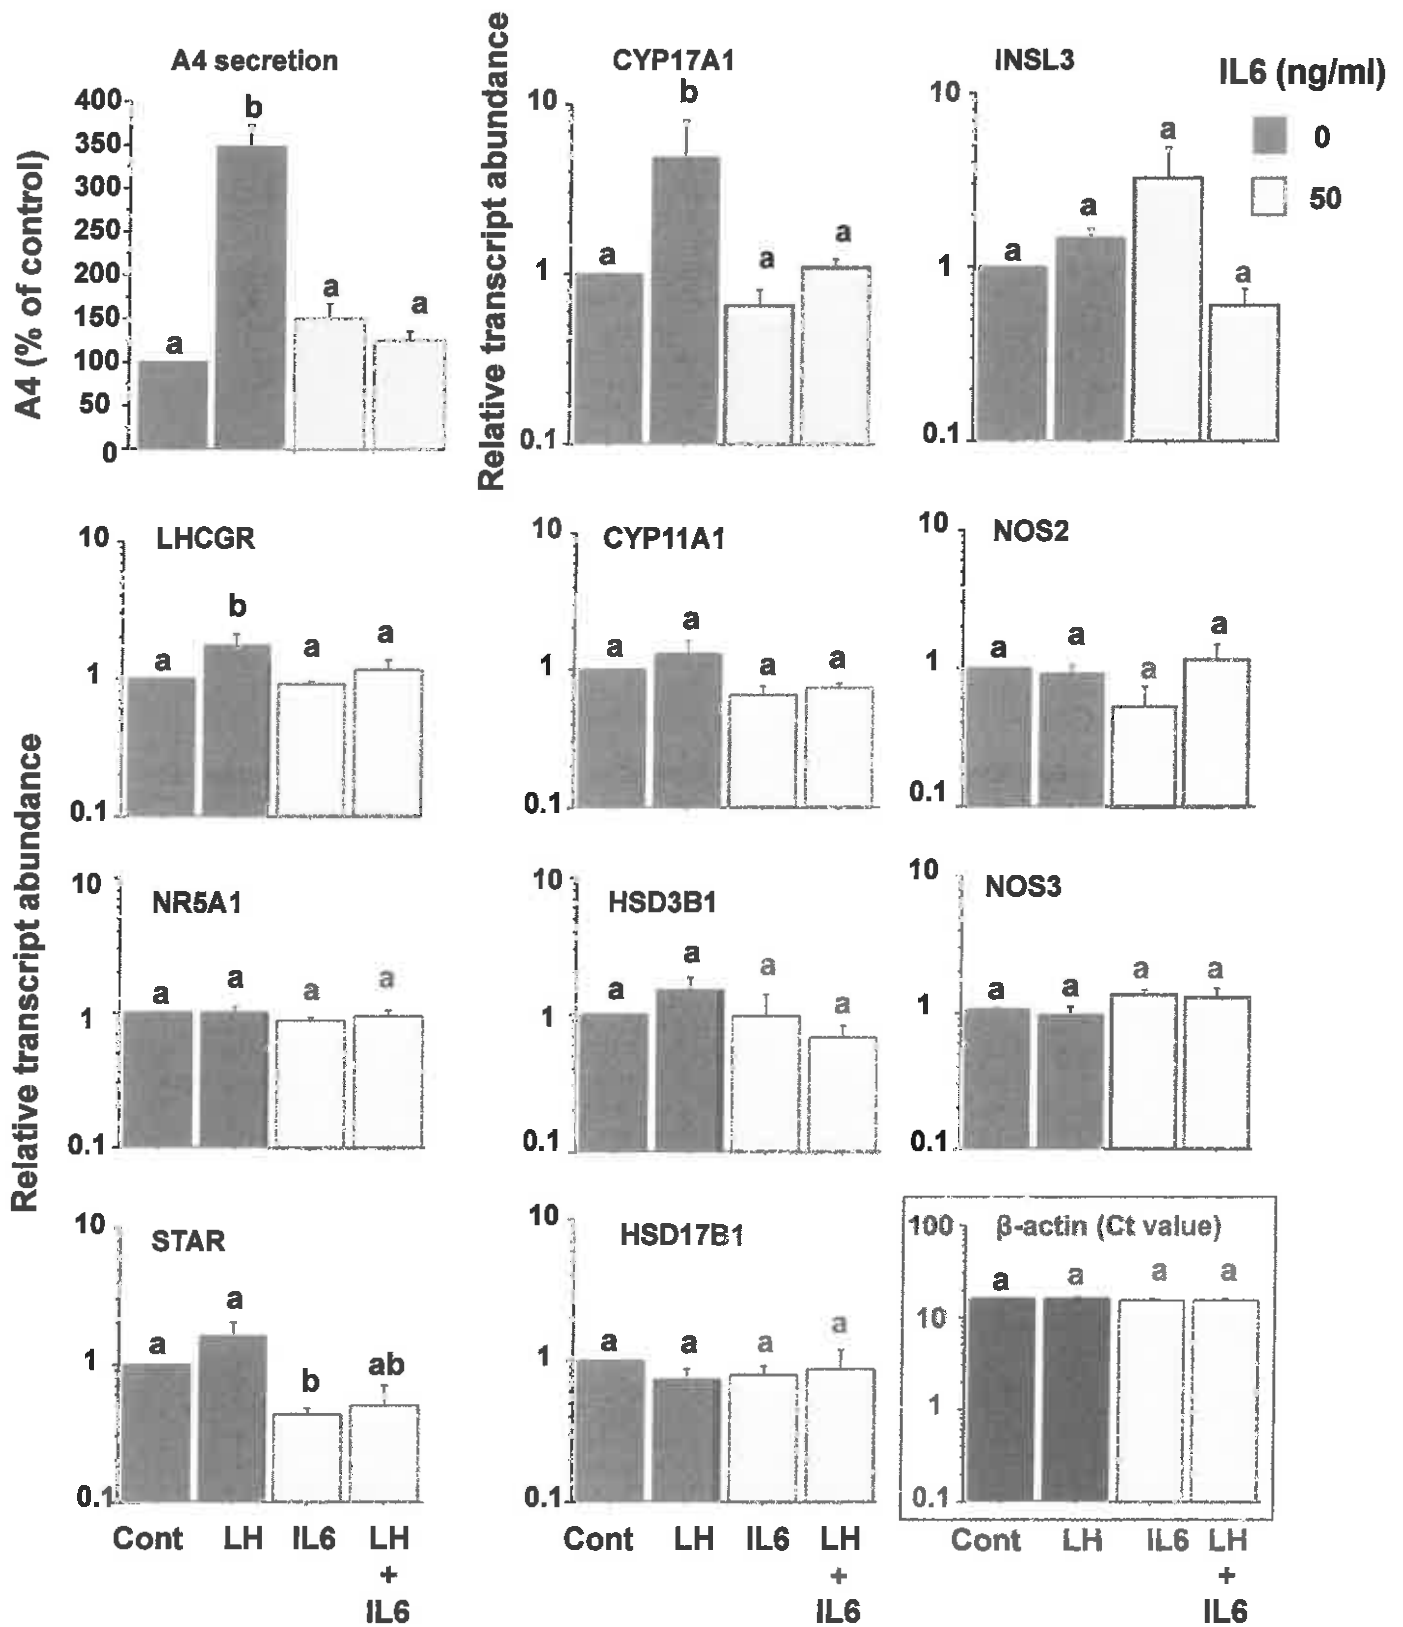 A4 secretion
A4 (% of control)
400
350
300
250
200
150
100
50
0
a
b
a
a
CYP17A1
Relative transcript abundance
10
1
0.1
a
b
a
a
INSL3
10
1
0.1
a
a
a
a
IL6 (ng/ml)
0
50
Relative transcript abundance
LHCGR
10
1
0.1
a
b
a
a
CYP11A1
10
1
0.1
a
a
a
a
NOS2
10
1
0.1
a
a
a
a
NR5A1
10
1
0.1
a
a
a
a
HSD3B1
10
1
0.1
a
a
a
a
NOS3
10
1
0.1
a
a
a
a
STAR
10
1
0.1
a
a
b
ab
Cont LH IL6 LH
+
IL6
HSD17B1
10
1
0.1
a
a
a
a
Cont LH IL6 LH
+
IL6
β-actin (Ct value)
100
10
1
0.1
a
a
a
a
Cont LH IL6 LH
+
IL6